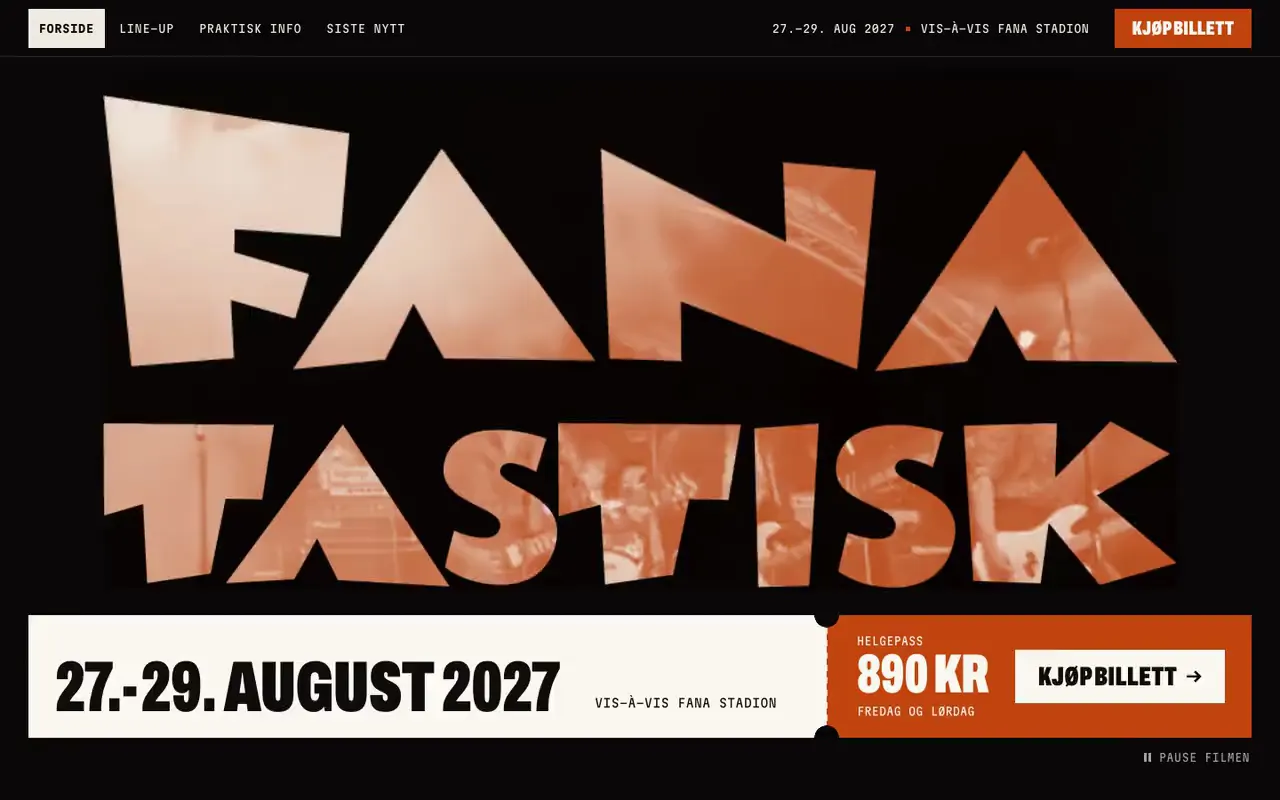 FORSIDE
LINE-UP
PRAKTISK INFO
SISTE NYTT
27.–29. AUG 2027 ▪ VIS-À-VIS FANA STADION
KJØP BILLETT
FANA
TASTISK
27.-29. AUGUST 2027
VIS-À-VIS FANA STADION
HELGEPASS
890 KR
FREDAG OG LØRDAG
KJØP BILLETT →
PAUSE FILMEN